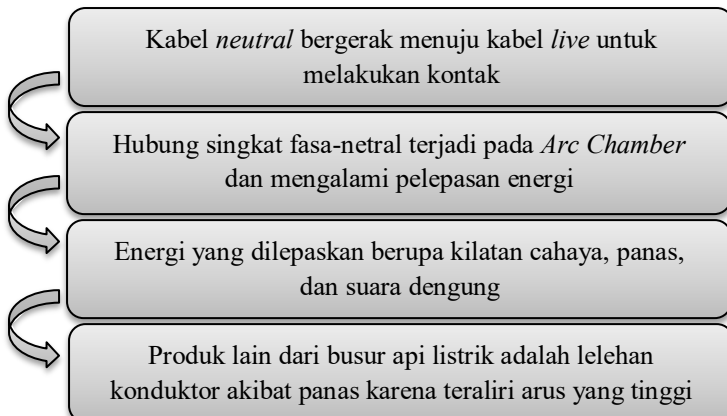 Kabel neutral bergerak menuju kabel live untuk
melakukan kontak
Hubung singkat fasa-netral terjadi pada Arc Chamber
dan mengalami pelepasan energi
Energi yang dilepaskan berupa kilatan cahaya, panas,
dan suara dengung
Produk lain dari busur api listrik adalah lelehan
konduktor akibat panas karena teraliri arus yang tinggi